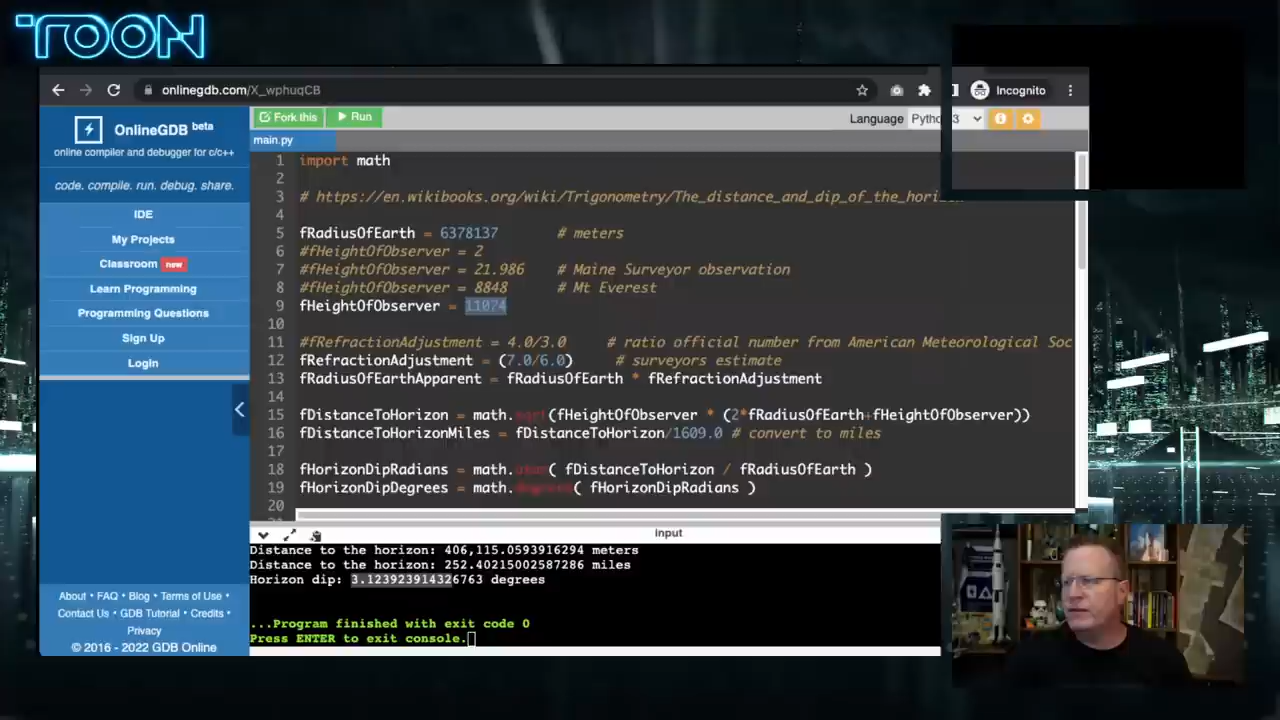 TOON
onlinegdb.com/X_wphuqCB
Incognito
OnlineGDB beta
online compiler and debugger for c/c++
code. compile. run. debug. share.
IDE
My Projects
Classroom new
Learn Programming
Programming Questions
Sign Up
Login
About • FAQ • Blog • Terms of Use •
Contact Us • GDB Tutorial • Credits •
Privacy
© 2016 - 2022 GDB Online
Fork this
Run
Language
main.py
1 import math
2
3 # https://en.wikibooks.org/wiki/Trigonometry/The_distance_and_dip_of_the_horizon
4
5 fRadiusOfEarth = 6378137 # meters
6 #fHeightOfObserver = 2
7 #fHeightOfObserver = 21.986 # Maine Surveyor observation
8 #fHeightOfObserver = 8848 # Mt Everest
9 fHeightOfObserver = 11074
10
11 #fRefractionAdjustment = 4.0/3.0 # ratio official number from American Meteorological Soc
12 fRefractionAdjustment = (7.0/6.0) # surveyors estimate
13 fRadiusOfEarthApparent = fRadiusOfEarth * fRefractionAdjustment
14
15 fDistanceToHorizon = math.sqrt(fHeightOfObserver * (2*fRadiusOfEarth+fHeightOfObserver))
16 fDistanceToHorizonMiles = fDistanceToHorizon/1609.0 # convert to miles
17
18 fHorizonDipRadians = math.( fDistanceToHorizon / fRadiusOfEarth )
19 fHorizonDipDegrees = math.degrees( fHorizonDipRadians )
20
input
Distance to the horizon: 406,115.0593916294 meters
Distance to the horizon: 252.40215002587286 miles
Horizon dip: 3.123923914326763 degrees
...Program finished with exit code 0
Press ENTER to exit console.